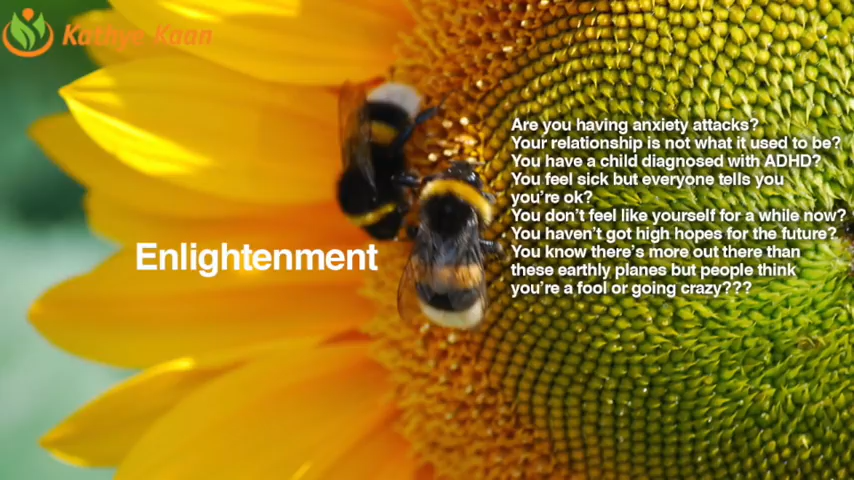 Kathye Kaan
Enlightenment
Are you having anxiety attacks?
Your relationship is not what it used to be?
You have a child diagnosed with ADHD?
You feel sick but everyone tells you
you're ok?
You don't feel like yourself for a while now?
You haven't got high hopes for the future?
You know there's more out there than
these earthly planes but people think
you're a fool or going crazy???